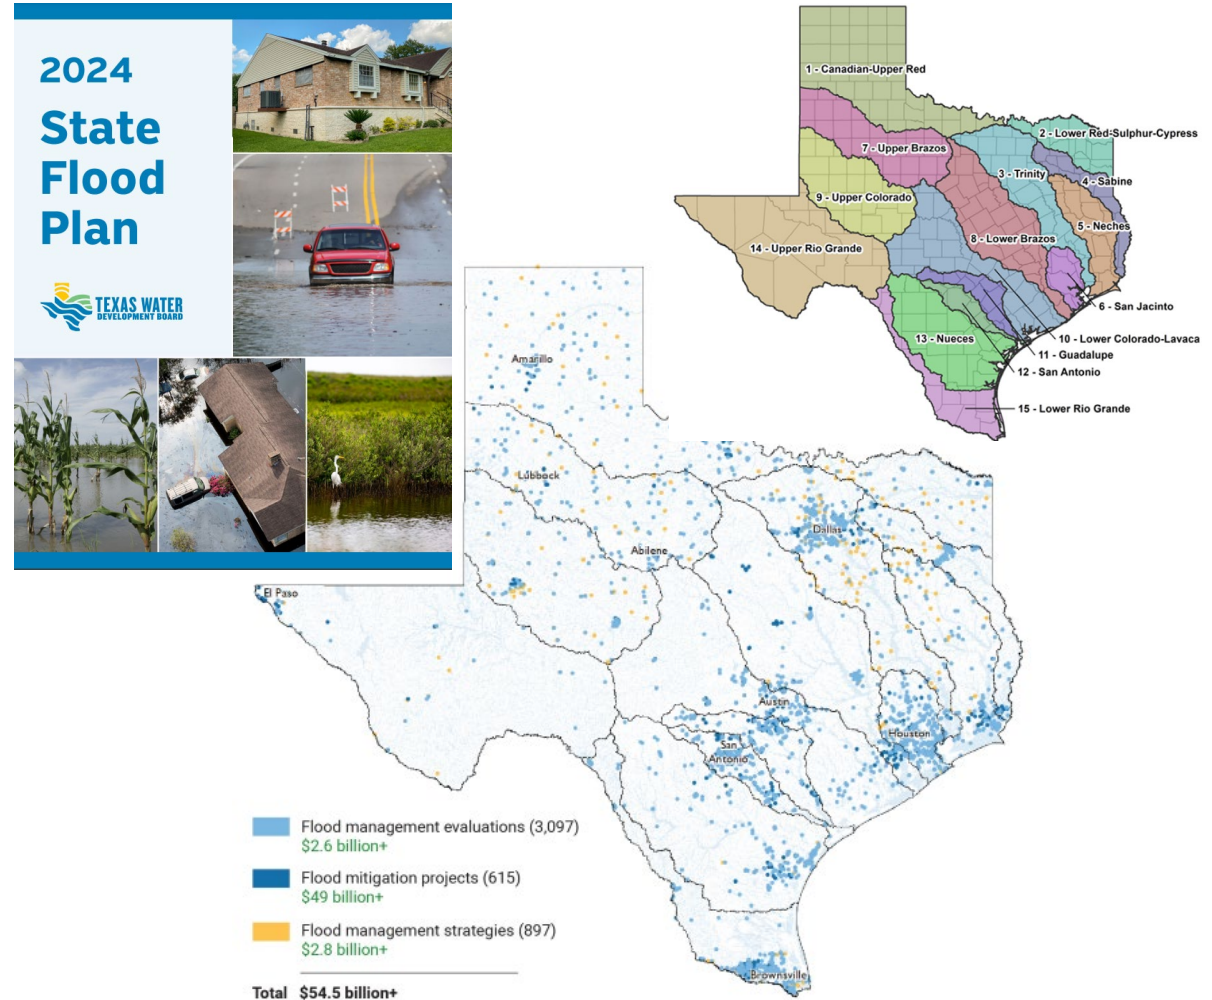 2024
State
Flood
Plan
TEXAS WATER
DEVELOPMENT BOARD
1 - Canadian-Upper Red
2 - Lower Red-Sulphur-Cypress
7 - Upper Brazos
3 - Trinity
4 - Sabine
9 - Upper Colorado
5 - Neches
8 - Lower Brazos
14 - Upper Rio Grande
6 - San Jacinto
13 - Nueces
10 - Lower Colorado-Lavaca
11 - Guadalupe
12 - San Antonio
15 - Lower Rio Grande
Amarillo
Lubbock
Dallas
Abilene
El Paso
Austin
Houston
San
Antonio
Brownsville
Flood management evaluations (3,097)
$2.6 billion+
Flood mitigation projects (615)
$49 billion+
Flood management strategies (897)
$2.8 billion+
Total $54.5 billion+